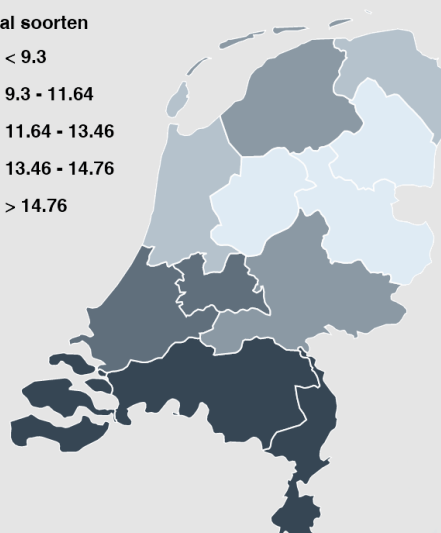 al soorten
< 9.3
9.3 - 11.64
11.64 - 13.46
13.46 - 14.76
> 14.76